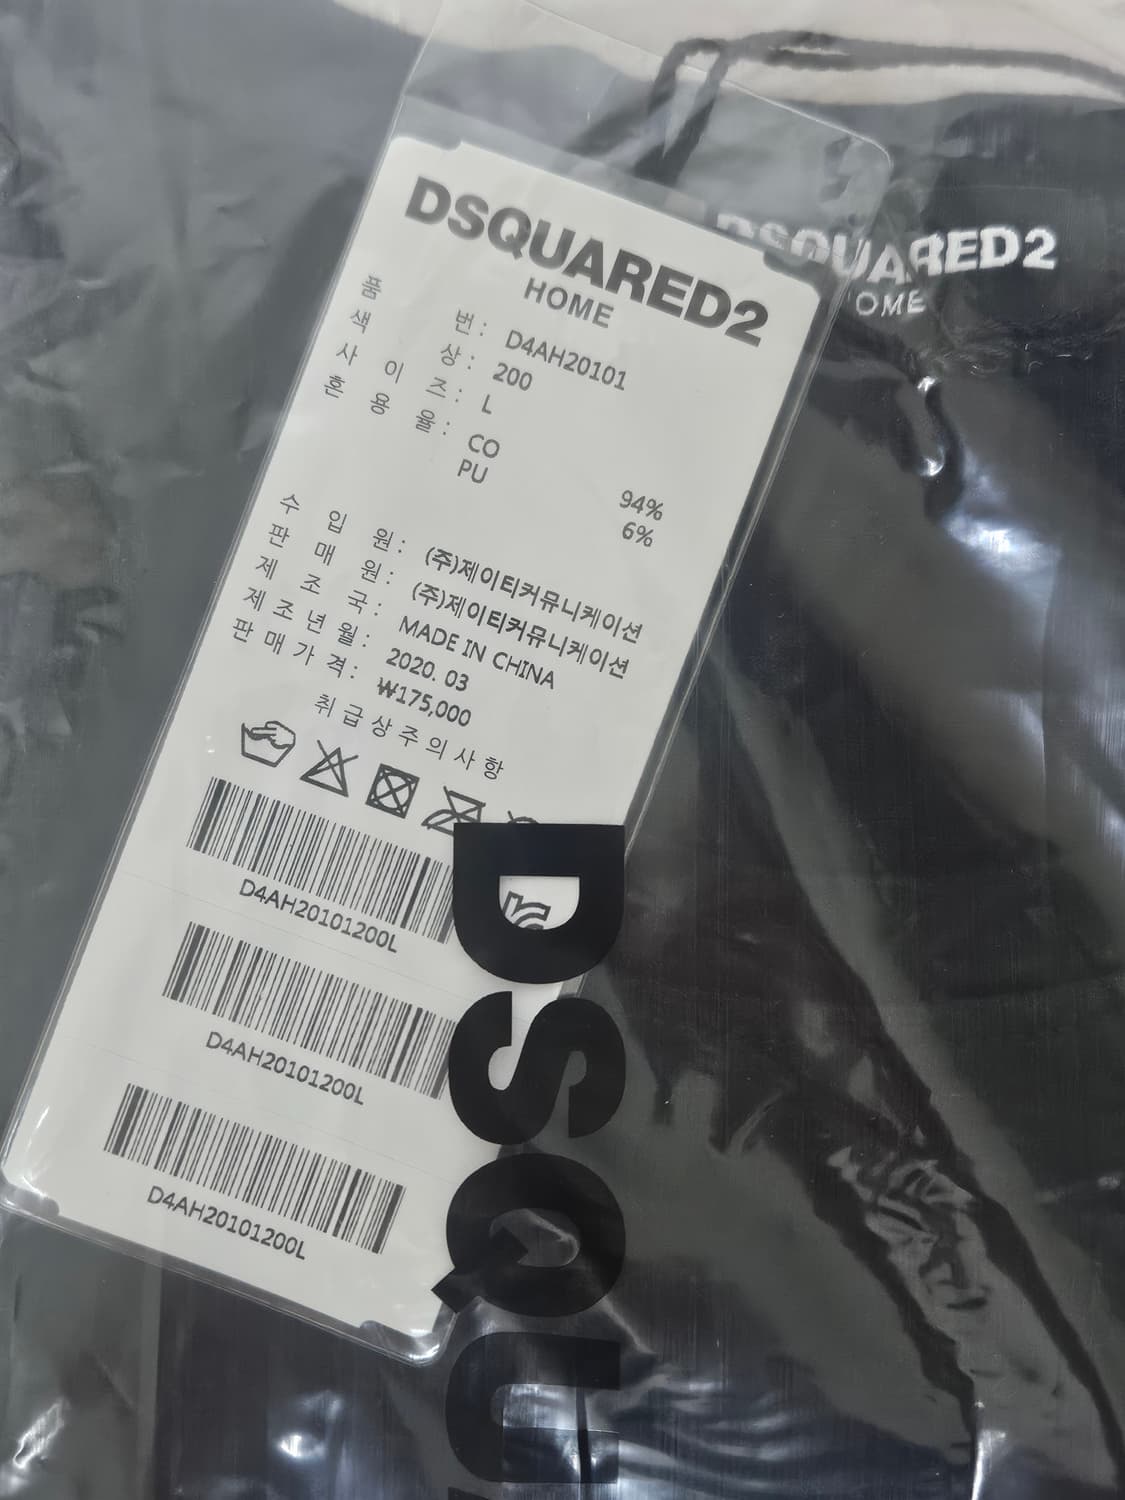 DSQUARED2
HOME
품 번 : D4AH20101
색 상 : 200
사 이 즈 : L
혼 용 율 :
CO 94%
PU 6%
수 입 원 : (주)제이티커뮤니케이션
판 매 원 : (주)제이티커뮤니케이션
제 조 국 : MADE IN CHINA
제 조 년 월 : 2020. 03
판 매 가 격 : ₩175,000
취 급 상 주 의 사 항
D4AH20101200L
D4AH20101200L
D4AH20101200L
DSQUARED2
HOME
DSQU